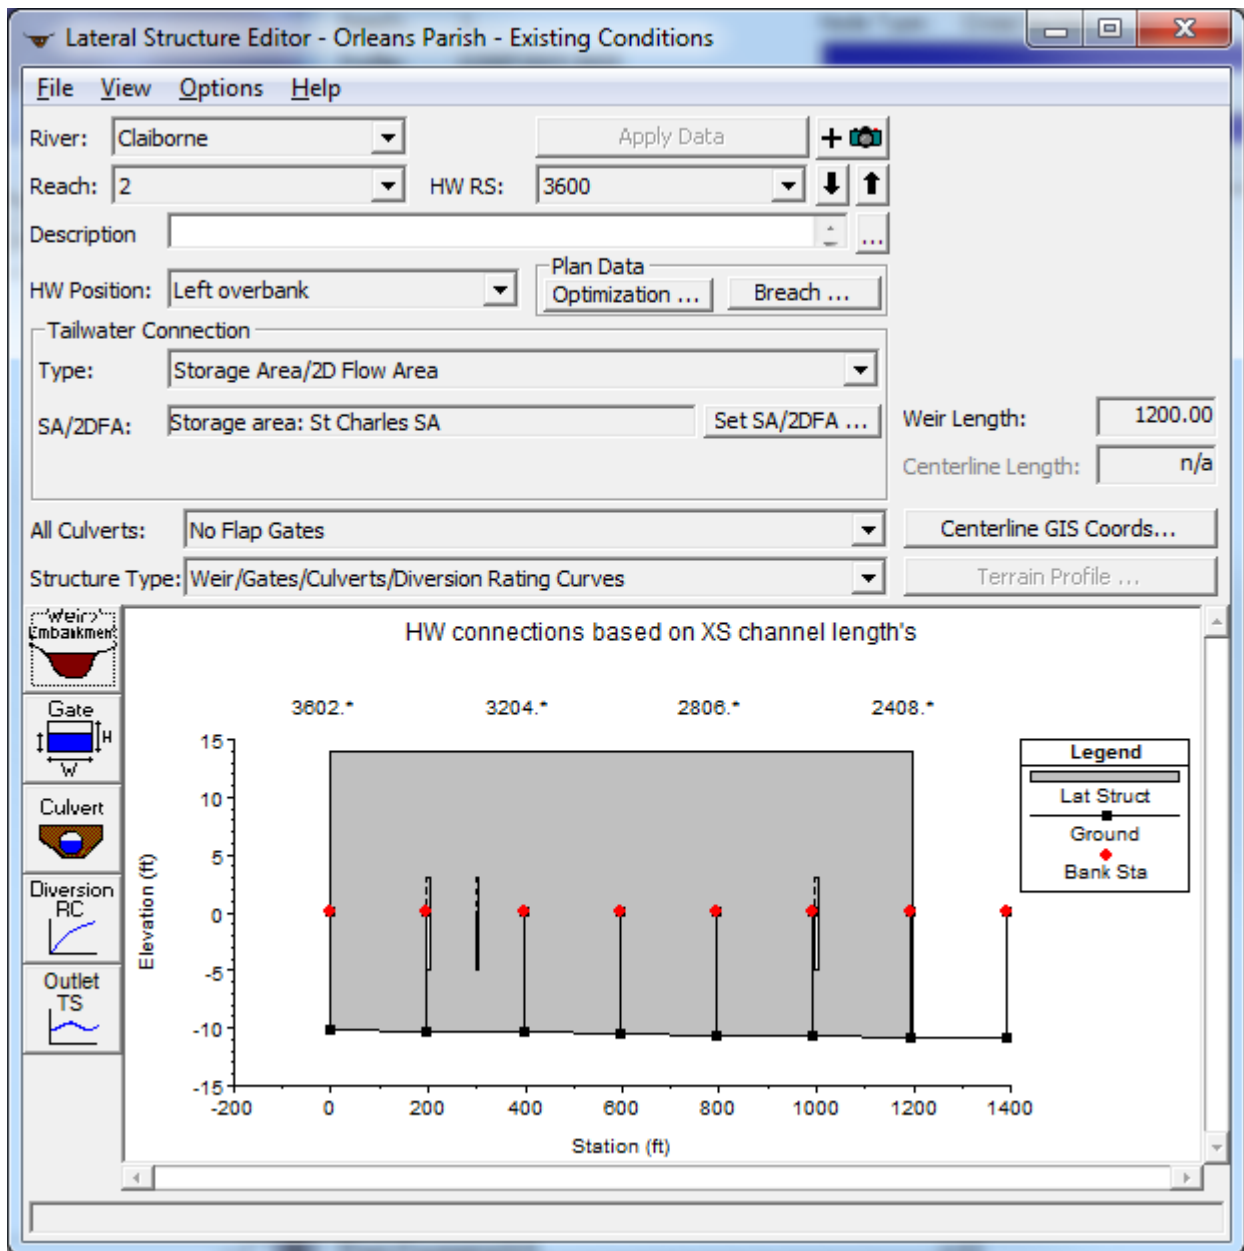 Lateral Structure Editor - Orleans Parish - Existing Conditions
File View Options Help
River: Claiborne Apply Data +
Reach: 2 HW RS: 3600
Description ...
HW Position: Left overbank Plan Data Optimization ... Breach ...
Tailwater Connection
Type: Storage Area/2D Flow Area
SA/2DFA: Storage area: St Charles SA Set SA/2DFA ... Weir Length: 1200.00
Centerline Length: n/a
All Culverts: No Flap Gates Centerline GIS Coords...
Structure Type: Weir/Gates/Culverts/Diversion Rating Curves Terrain Profile ...
Weir/
Embankment
Gate
H
W
Culvert
Diversion
RC
Outlet
TS
HW connections based on XS channel length's
3602.* 3204.* 2806.* 2408.*
15
10
5
0
-5
-10
-15
Elevation (ft)
-200 0 200 400 600 800 1000 1200 1400
Station (ft)
Legend
Lat Struct
Ground
Bank Sta